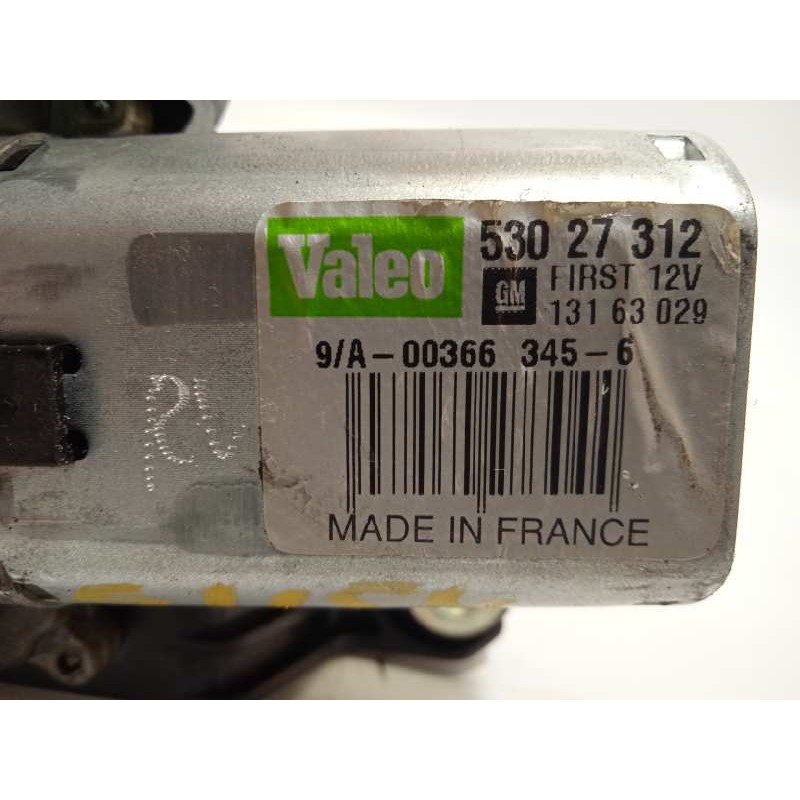 Valeo
530 27 312
GM
FIRST 12V
131 63 029
9/A-00366 345-6
MADE IN FRANCE